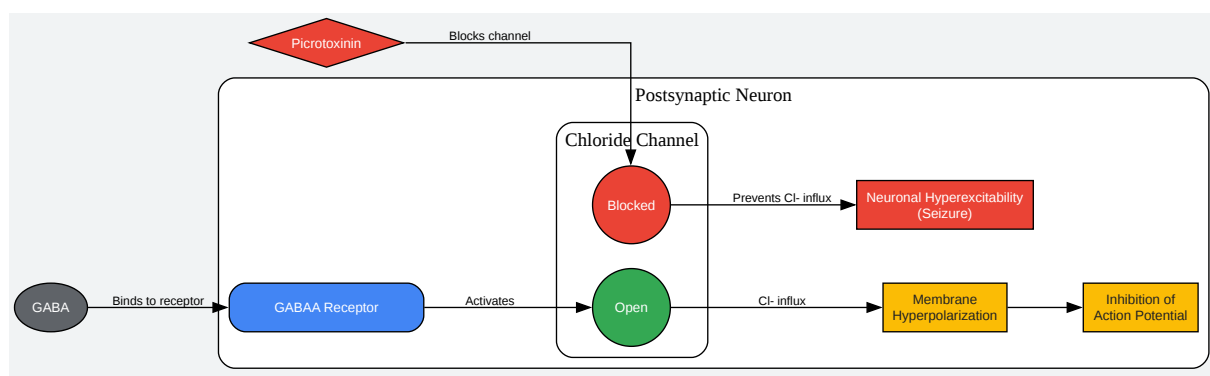 Picrotoxinin
Blocks channel
Postsynaptic Neuron
Chloride Channel
Blocked
Prevents Cl- influx
Neuronal Hyperexcitability
(Seizure)
GABA
Binds to receptor
GABAA Receptor
Activates
Open
Cl- influx
Membrane
Hyperpolarization
Inhibition of
Action Potential